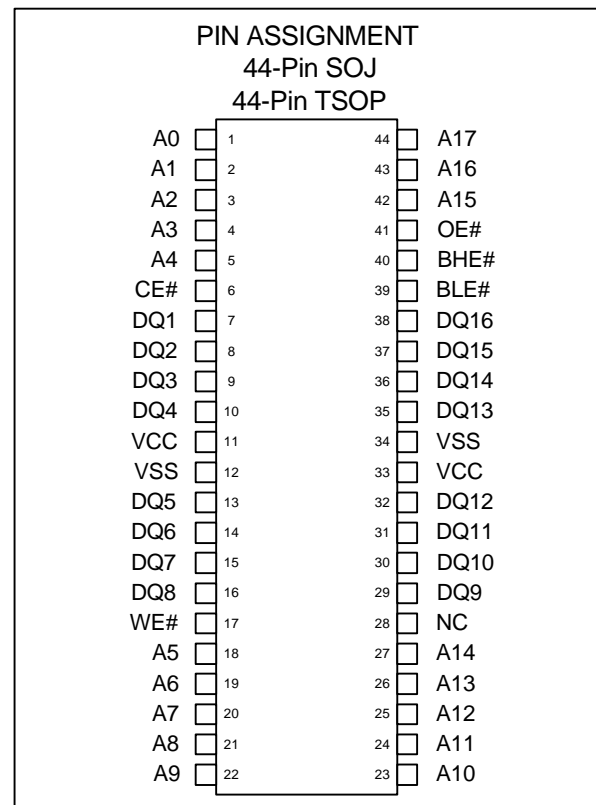 PIN ASSIGNMENT
44-Pin SOJ
44-Pin TSOP
A0 1 44 A17
A1 2 43 A16
A2 3 42 A15
A3 4 41 OE#
A4 5 40 BHE#
CE# 6 39 BLE#
DQ1 7 38 DQ16
DQ2 8 37 DQ15
DQ3 9 36 DQ14
DQ4 10 35 DQ13
VCC 11 34 VSS
VSS 12 33 VCC
DQ5 13 32 DQ12
DQ6 14 31 DQ11
DQ7 15 30 DQ10
DQ8 16 29 DQ9
WE# 17 28 NC
A5 18 27 A14
A6 19 26 A13
A7 20 25 A12
A8 21 24 A11
A9 22 23 A10